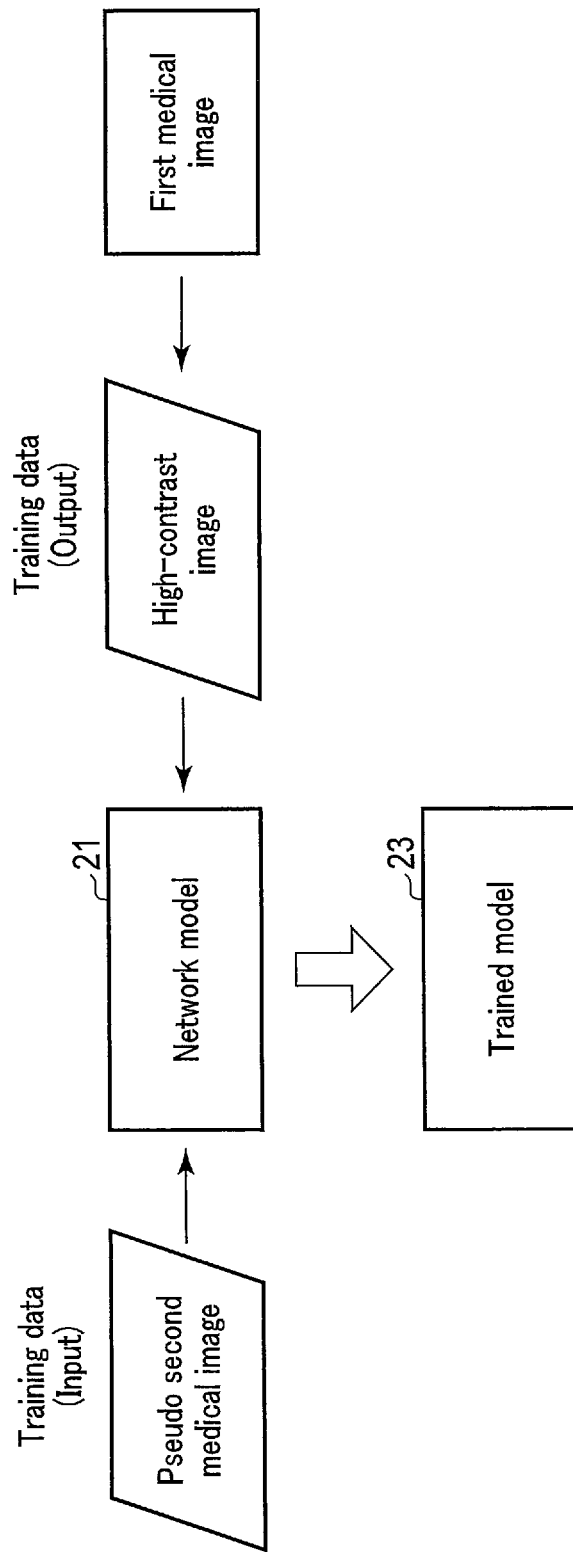 Training data
(Input)
Pseudo second
medical image
21
Network model
23
Trained model
Training data
(Output)
High-contrast
image
First medical
image